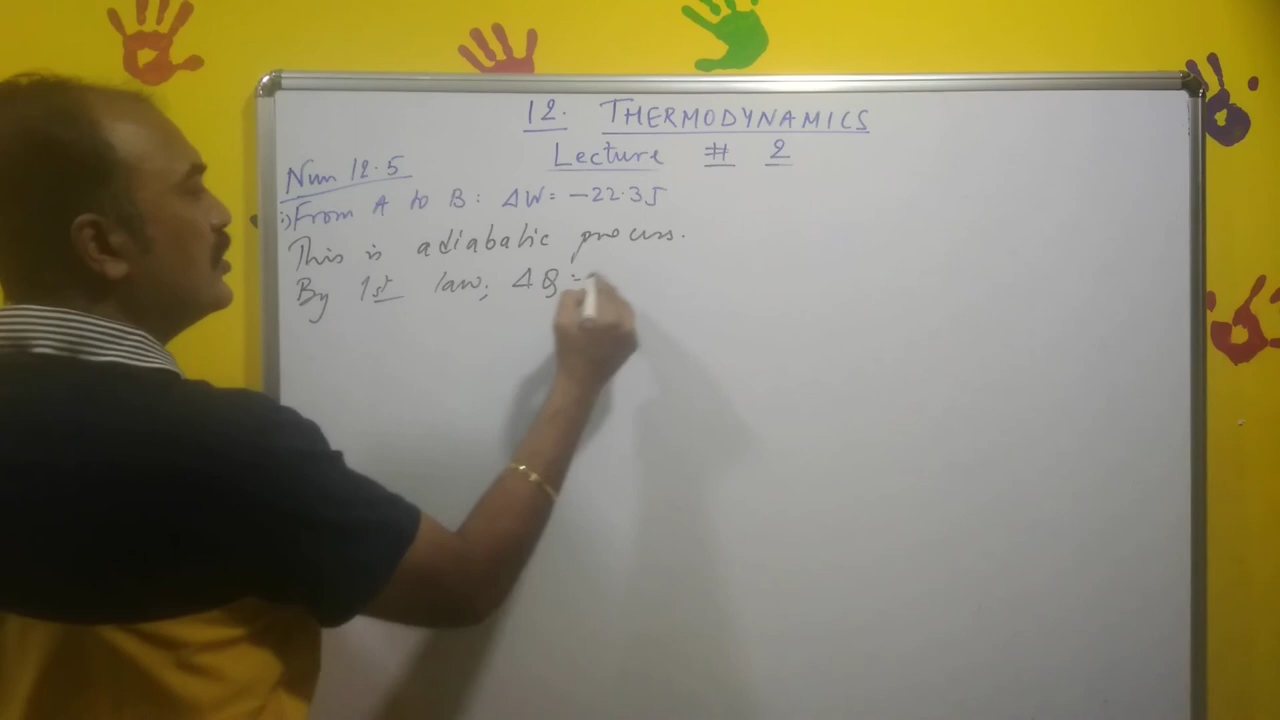 12. THERMODYNAMICS
Lecture # 2
Num 12.5
i) From A to B: ΔW = -22.3J
This is adiabatic process.
By 1st law; ΔQ =